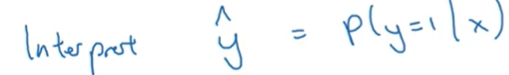 Interpret ŷ = p(y=1|x)